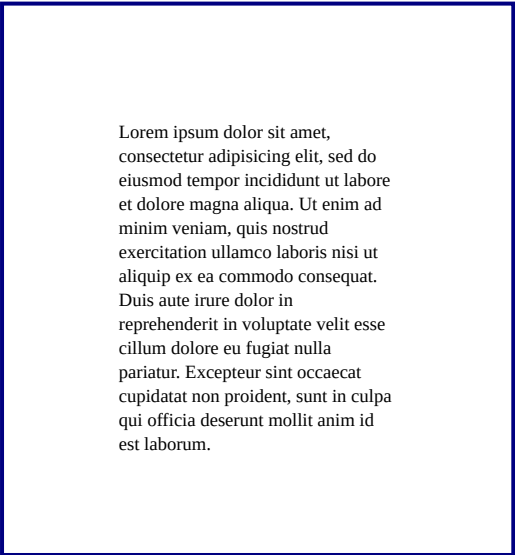 Lorem ipsum dolor sit amet,
consectetur adipisicing elit, sed do
eiusmod tempor incididunt ut labore
et dolore magna aliqua. Ut enim ad
minim veniam, quis nostrud
exercitation ullamco laboris nisi ut
aliquip ex ea commodo consequat.
Duis aute irure dolor in
reprehenderit in voluptate velit esse
cillum dolore eu fugiat nulla
pariatur. Excepteur sint occaecat
cupidatat non proident, sunt in culpa
qui officia deserunt mollit anim id
est laborum.